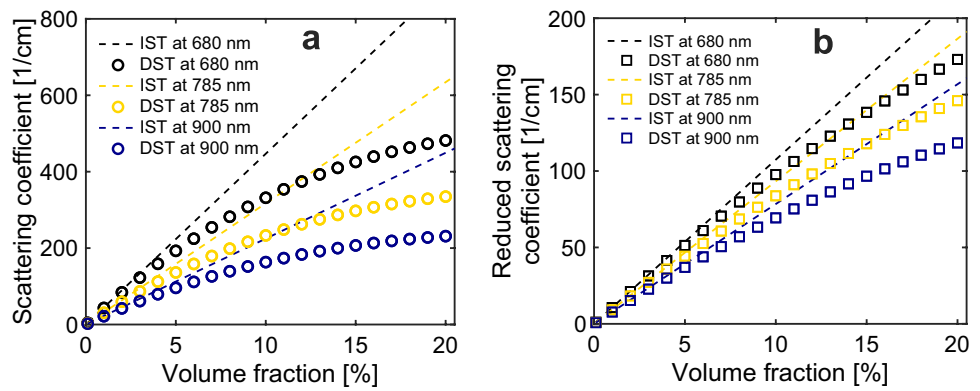 a
Scattering coefficient [1/cm]
800
600
400
200
0
IST at 680 nm
DST at 680 nm
IST at 785 nm
DST at 785 nm
IST at 900 nm
DST at 900 nm
0 5 10 15 20
Volume fraction [%]
b
Reduced scattering
coefficient [1/cm]
200
150
100
50
0
IST at 680 nm
DST at 680 nm
IST at 785 nm
DST at 785 nm
IST at 900 nm
DST at 900 nm
0 5 10 15 20
Volume fraction [%]